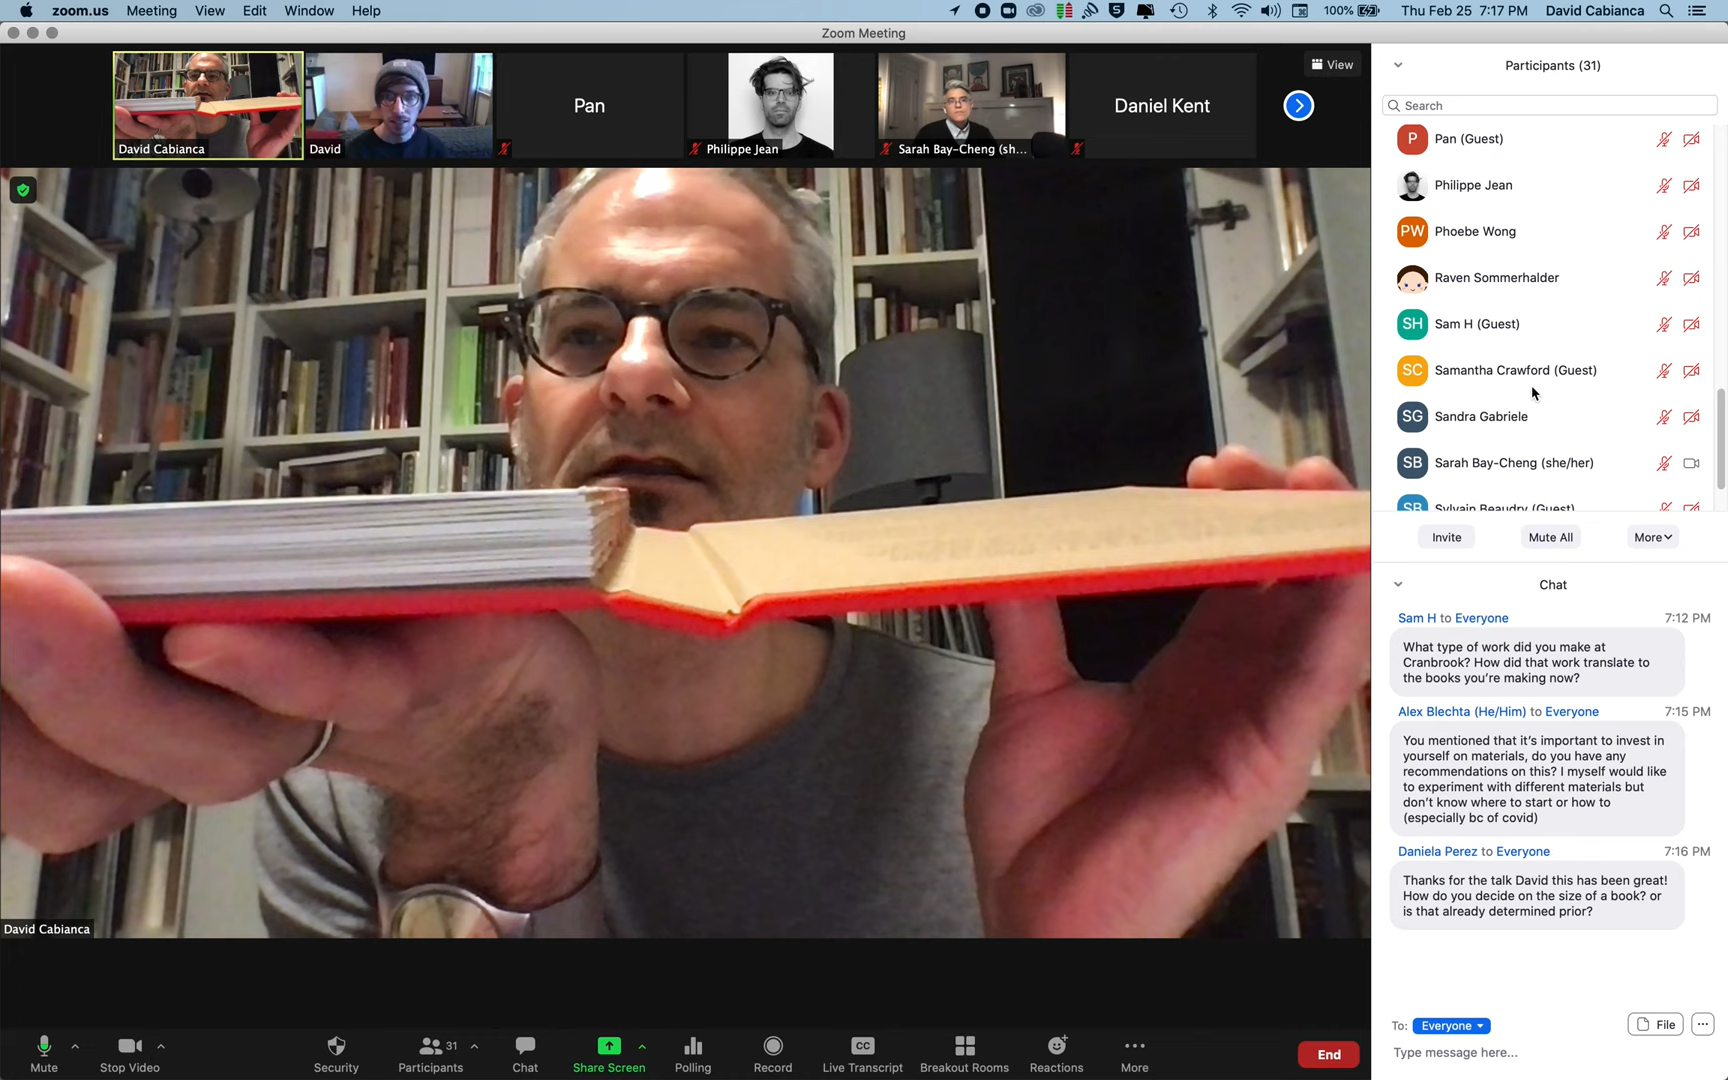 zoom.us Meeting View Edit Window Help 100% Thu Feb 25 7:17 PM David Cabianca
Zoom Meeting
View
David Cabianca
David
Pan
Philippe Jean
Sarah Bay-Cheng (sh...
Daniel Kent
David Cabianca
Participants (31)
Search
P Pan (Guest)
Philippe Jean
PW Phoebe Wong
Raven Sommerhalder
SH Sam H (Guest)
SC Samantha Crawford (Guest)
SG Sandra Gabriele
SB Sarah Bay-Cheng (she/her)
SB Sylvain Beaudry (Guest)
Invite Mute All More
Chat
Sam H to Everyone 7:12 PM
What type of work did you make at
Cranbrook? How did that work translate to
the books you're making now?
Alex Blechta (He/Him) to Everyone 7:15 PM
You mentioned that it's important to invest in
yourself on materials, do you have any
recommendations on this? I myself would like
to experiment with different materials but
don't know where to start or how to
(especially bc of covid)
Daniela Perez to Everyone 7:16 PM
Thanks for the talk David this has been great!
How do you decide on the size of a book? or
is that already determined prior?
To: Everyone File
Type message here...
31 CC
Mute Stop Video Security Participants Chat Share Screen Polling Record Live Transcript Breakout Rooms Reactions More End